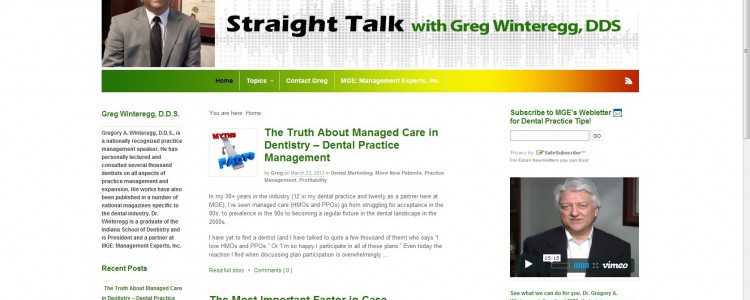 Straight Talk with Greg Winteregg, DDS
Home Topics Contact Greg MGE: Management Experts, Inc.
Greg Winteregg, D.D.S.
Gregory A. Winteregg, D.D.S., is
a nationally recognized practice
management speaker. He has
personally lectured and
consulted several thousand
dentists on all aspects of
practice management and
expansion. His works have also
been published in a number of
national magazines specific to
the dental industry. Dr.
Winteregg is a graduate of the
Indiana School of Dentistry and
is President and a partner at
MGE: Management Experts, Inc.
Recent Posts
The Truth About Managed Care
in Dentistry – Dental Practice
You are here: Home
MYTHS
FACTS
The Truth About Managed Care in
Dentistry – Dental Practice
Management
by Greg on March 22, 2013 in Dental Marketing, More New Patients, Practice
Management, Profitability
In my 30+ years in the industry (12 in my dental practice and twenty as a partner here at
MGE), I've seen managed care (HMOs and PPOs) go from struggling for acceptance in the
80s, to prevalence in the 90s to becoming a regular fixture in the dental landscape in the
2000s.
I have yet to find a dentist (and I have talked to quite a few of them) who says "I
love HMOs and PPOs." Or "I'm so happy I participate in all of these plans." Even today the
reaction I find when discussing plan participation is overwhelmingly ...
Read full story • Comments { 0 }
The Most Important Factor in Case
Subscribe to MGE's Webletter
for Dental Practice Tips!
GO
Privacy by SafeSubscribe
For Email Newsletters you can trust
05:15
vimeo
See what we can do for you. Dr. Gregory A.